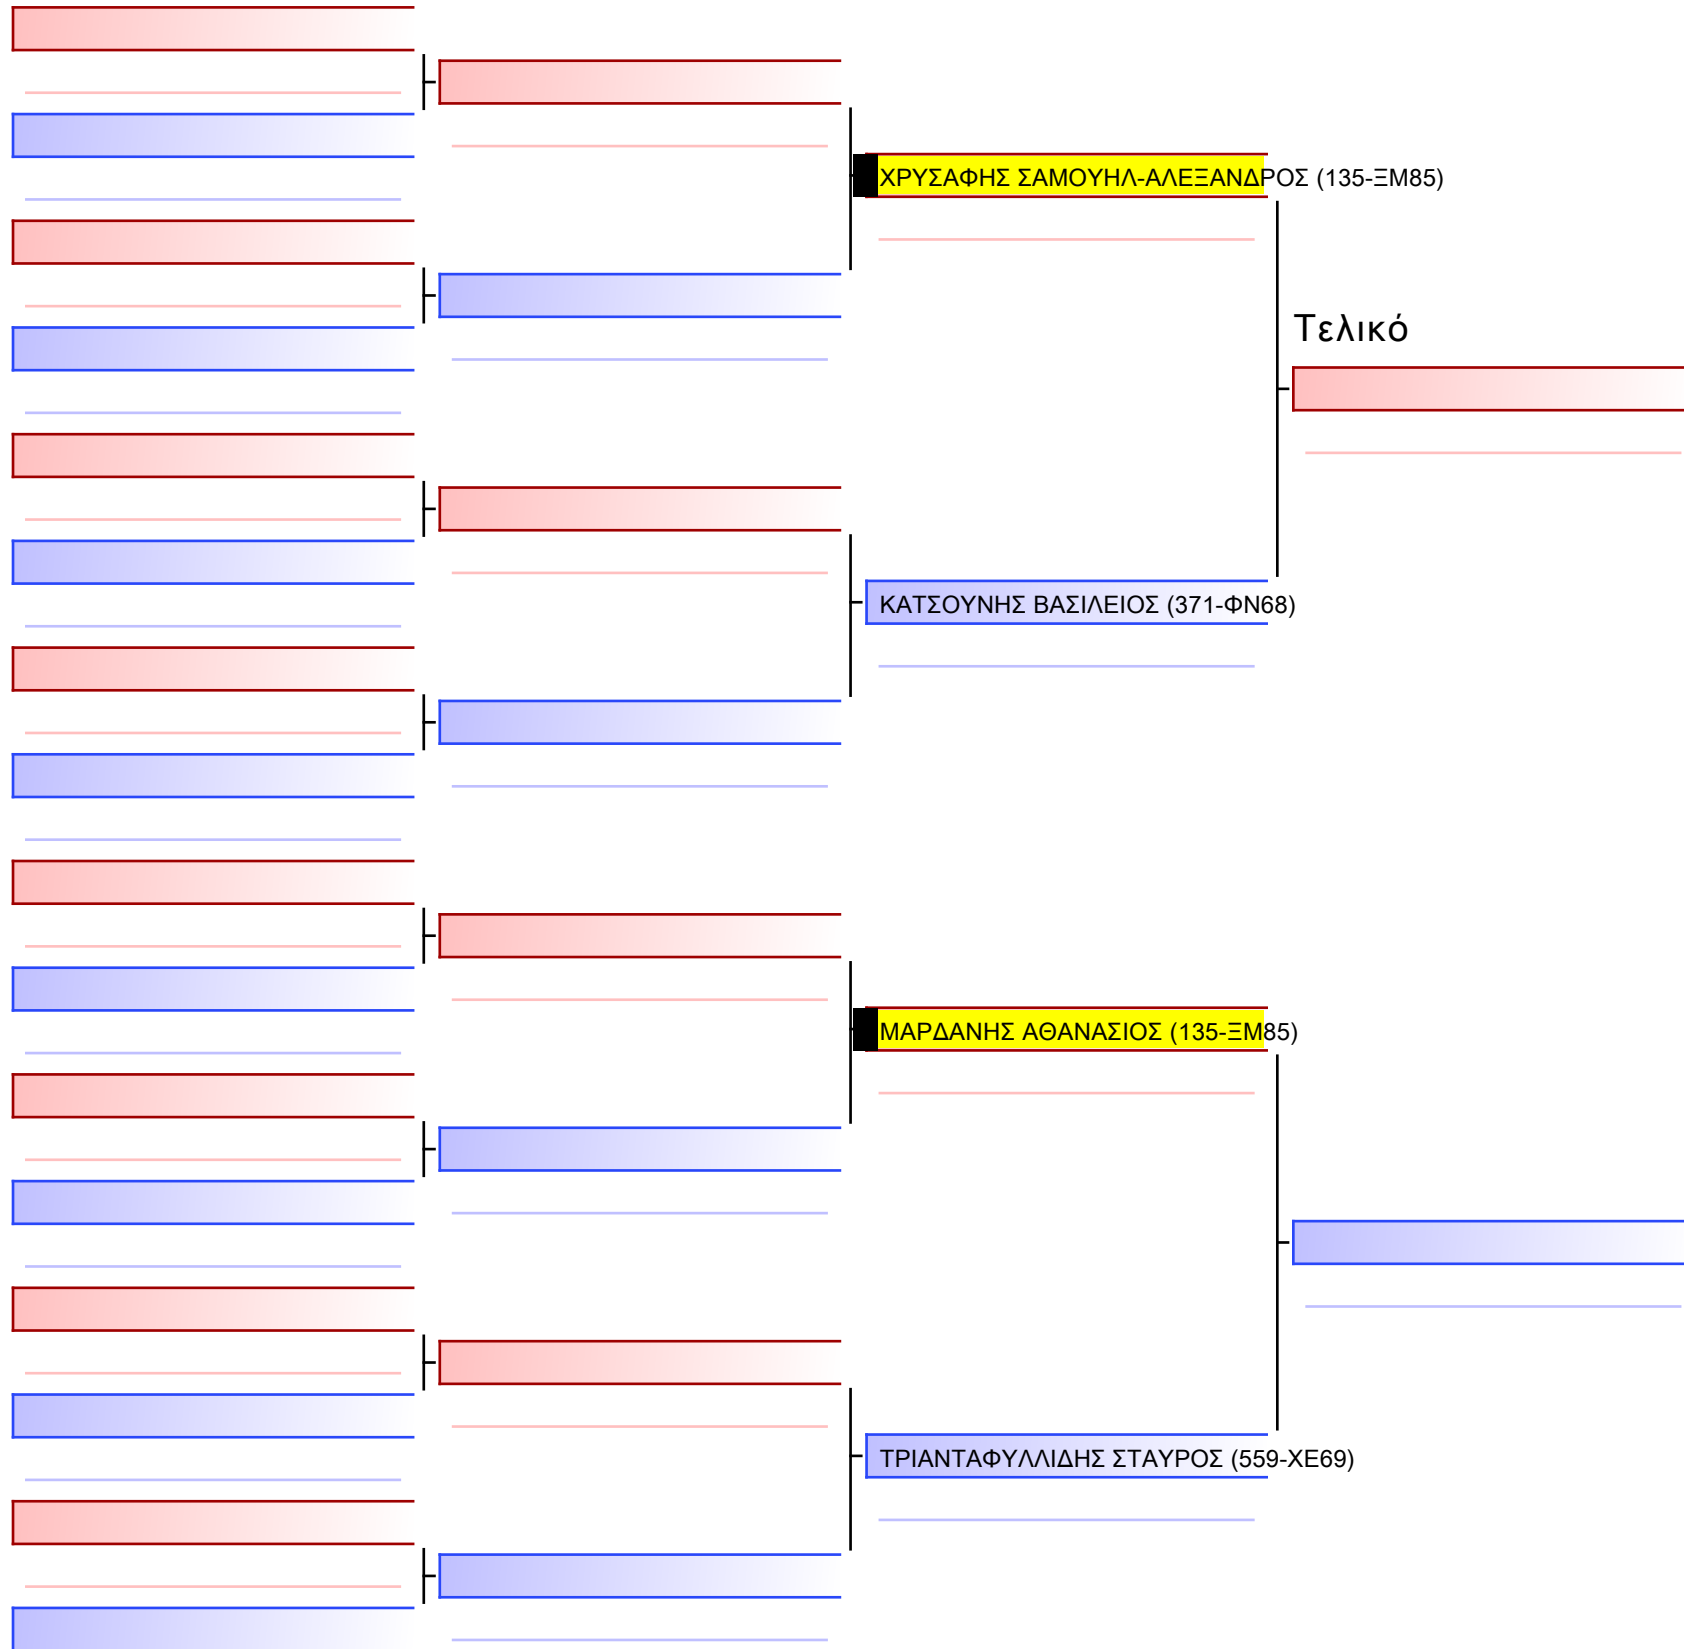 ΧΡΥΣΑΦΗΣ ΣΑΜΟΥΗΛ-ΑΛΕΞΑΝΔΡΟΣ (135-ΞΜ85)
Τελικό
ΚΑΤΣΟΥΝΗΣ ΒΑΣΙΛΕΙΟΣ (371-ΦΝ68)
ΜΑΡΔΑΝΗΣ ΑΘΑΝΑΣΙΟΣ (135-ΞΜ85)
ΤΡΙΑΝΤΑΦΥΛΛΙΔΗΣ ΣΤΑΥΡΟΣ (559-ΧΕ69)